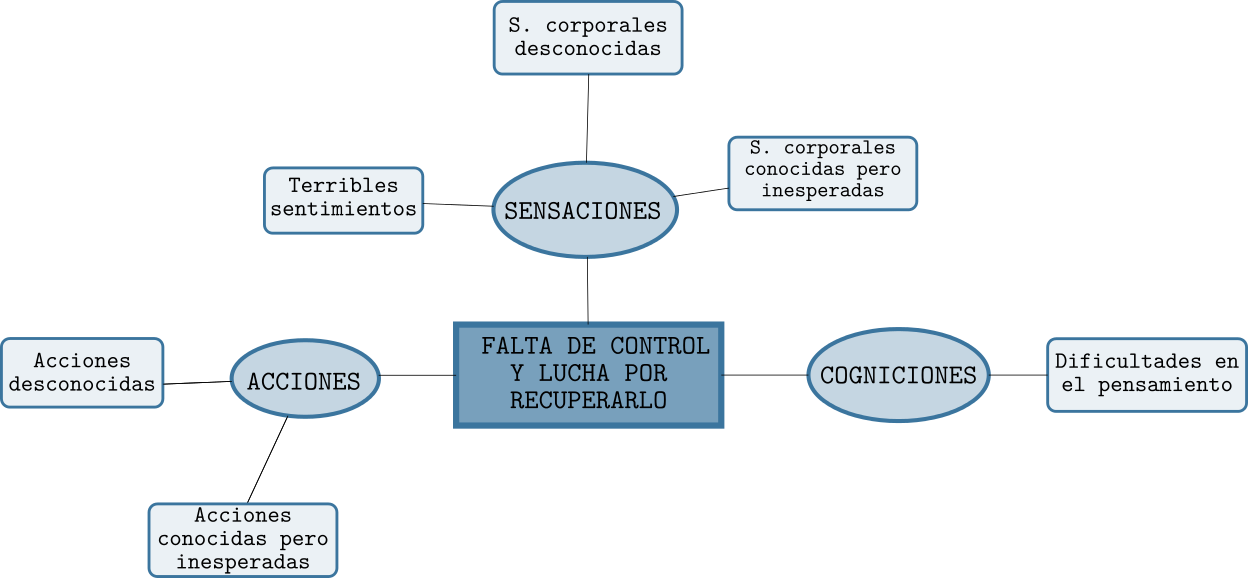 S. corporales
desconocidas
S. corporales
conocidas pero
inesperadas
Terribles
sentimientos
SENSACIONES
FALTA DE CONTROL
Y LUCHA POR
RECUPERARLO
Acciones
desconocidas
ACCIONES
COGNICIONES
Dificultades en
el pensamiento
Acciones
conocidas pero
inesperadas